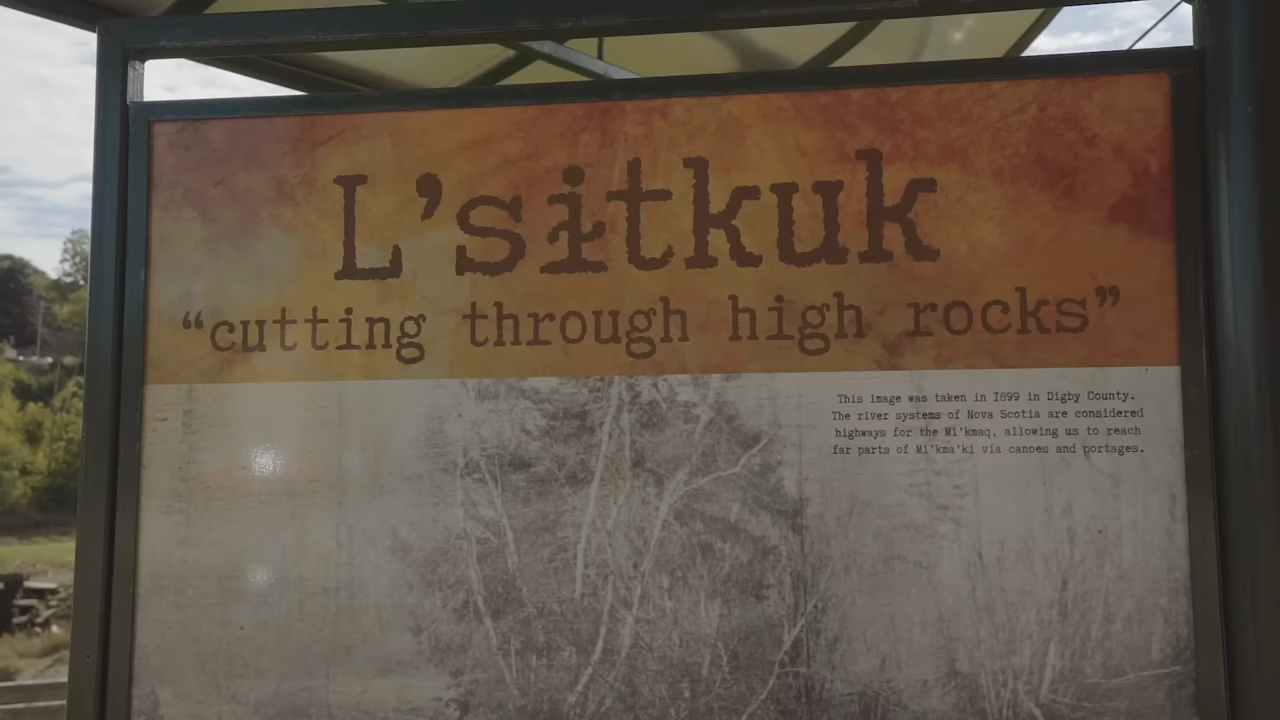 L'sɨtkuk
“cutting through high rocks”
This image was taken in 1899 in Digby County.
The river systems of Nova Scotia are considered
highways for the Mi'kmaq, allowing us to reach
far parts of Mi'kma'ki via canoes and portages.